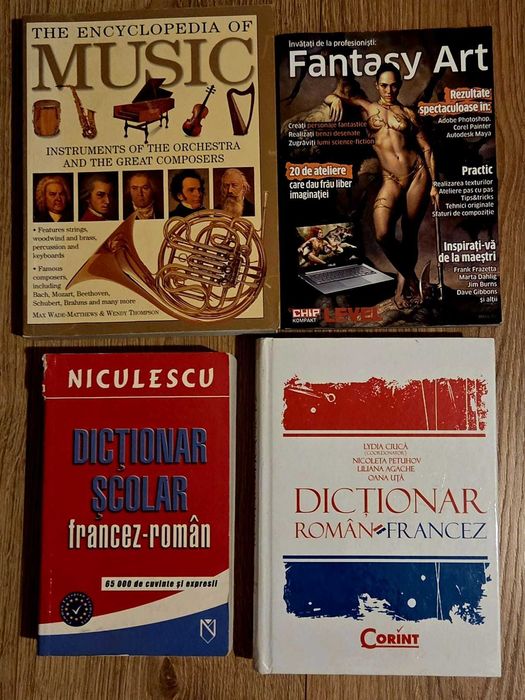 THE ENCYCLOPEDIA OF
MUSIC
INSTRUMENTS OF THE ORCHESTRA
AND THE GREAT COMPOSERS
• Features strings,
woodwind and brass,
percussion and
keyboards
• Famous
composers,
including
Bach, Mozart, Beethoven,
Schubert, Brahms and many more
MAX WADE-MATTHEWS & WENDY THOMPSON
Învățați de la profesioniști:
Fantasy Art
Rezultate
spectaculoase in:
Adobe Photoshop,
Corel Painter
Autodesk Maya
Creați personaje fantastice
Realizați benzi desenate
Zugrăviți lumi science-fiction
20 de ateliere
care dau frâu liber
imaginației
Practic
Realizarea texturilor
Ateliere pas cu pas
Tips&tricks
Tehnici originale
Sfaturi de compoziție
Inspirați-vă
de la maeștri
Frank Frazetta
Marta Dahlig
Jim Burns
Dave Gibbons
și alții
CHIP
KOMPAKT
LEVEL
NICULESCU
DICȚIONAR
ȘCOLAR
francez-român
65 000 de cuvinte și expresii
N
LYDIA CIUCĂ
(COORDONATOR)
NICOLETA PETUHOV
LILIANA AGACHE
OANA UȚĂ
DICȚIONAR
ROMÂN-FRANCEZ
CORINT